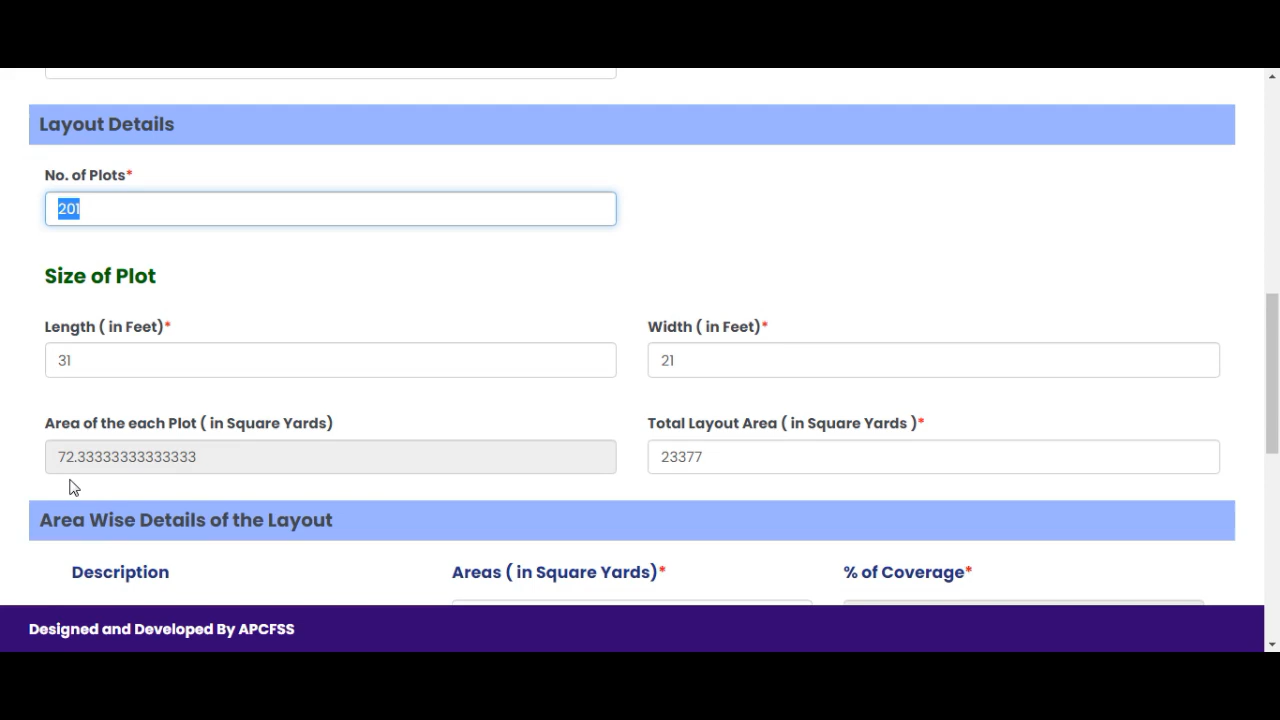 Layout Details
No. of Plots*
201
Size of Plot
Length ( in Feet)*
Width ( in Feet)*
31
21
Area of the each Plot ( in Square Yards)
Total Layout Area ( in Square Yards )*
72.33333333333333
23377
Area Wise Details of the Layout
Description
Areas ( in Square Yards)*
% of Coverage*
Designed and Developed By APCFSS